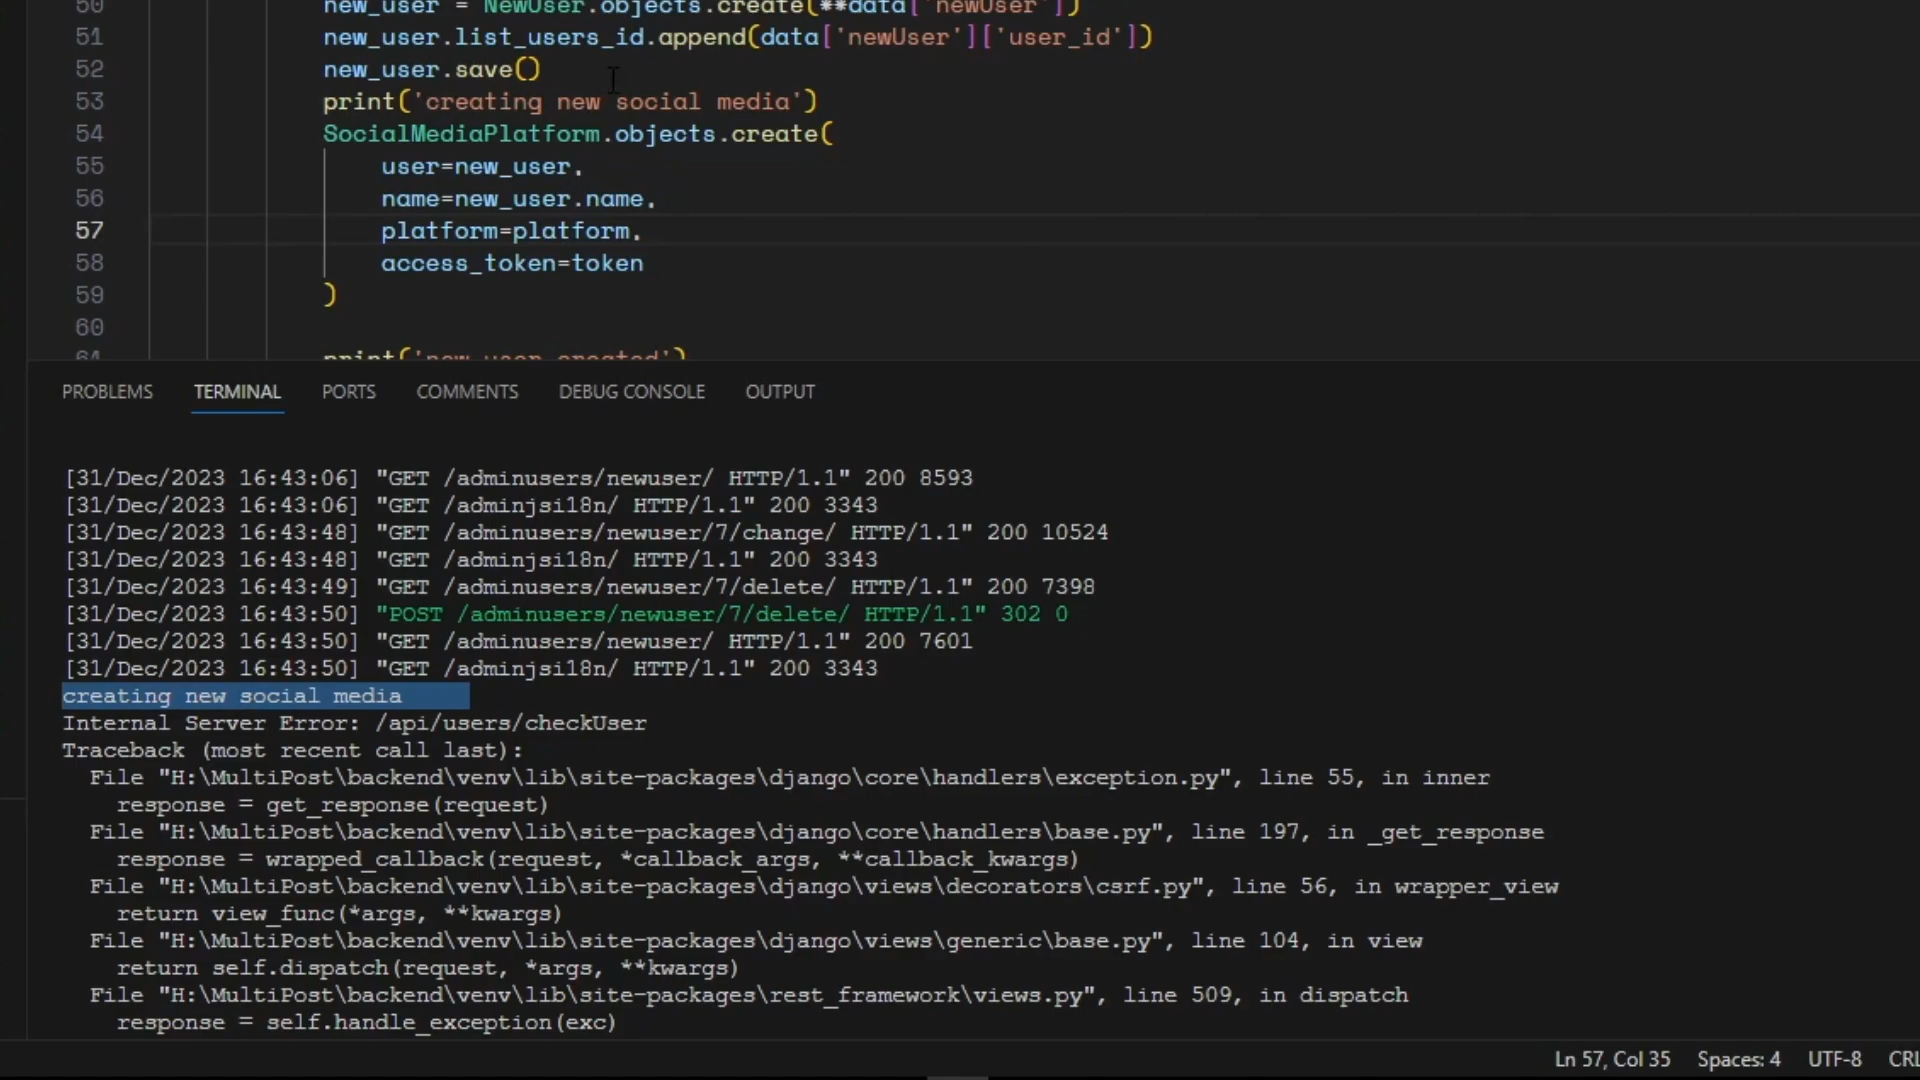 50 new_user = NewUser.objects.create(**data['newUser'])
51 new_user.list_users_id.append(data['newUser']['user_id'])
52 new_user.save()
53 print('creating new social media')
54 SocialMediaPlatform.objects.create(
55 user=new_user,
56 name=new_user.name,
57 platform=platform,
58 access_token=token
59 )
60
61 print('new user created')
PROBLEMS TERMINAL PORTS COMMENTS DEBUG CONSOLE OUTPUT
[31/Dec/2023 16:43:06] "GET /adminusers/newuser/ HTTP/1.1" 200 8593
[31/Dec/2023 16:43:06] "GET /adminjsi18n/ HTTP/1.1" 200 3343
[31/Dec/2023 16:43:48] "GET /adminusers/newuser/7/change/ HTTP/1.1" 200 10524
[31/Dec/2023 16:43:48] "GET /adminjsi18n/ HTTP/1.1" 200 3343
[31/Dec/2023 16:43:49] "GET /adminusers/newuser/7/delete/ HTTP/1.1" 200 7398
[31/Dec/2023 16:43:50] "POST /adminusers/newuser/7/delete/ HTTP/1.1" 302 0
[31/Dec/2023 16:43:50] "GET /adminusers/newuser/ HTTP/1.1" 200 7601
[31/Dec/2023 16:43:50] "GET /adminjsi18n/ HTTP/1.1" 200 3343
creating new social media
Internal Server Error: /api/users/checkUser
Traceback (most recent call last):
File "H:\MultiPost\backend\venv\lib\site-packages\django\core\handlers\exception.py", line 55, in inner
response = get_response(request)
File "H:\MultiPost\backend\venv\lib\site-packages\django\core\handlers\base.py", line 197, in _get_response
response = wrapped_callback(request, *callback_args, **callback_kwargs)
File "H:\MultiPost\backend\venv\lib\site-packages\django\views\decorators\csrf.py", line 56, in wrapper_view
return view_func(*args, **kwargs)
File "H:\MultiPost\backend\venv\lib\site-packages\django\views\generic\base.py", line 104, in view
return self.dispatch(request, *args, **kwargs)
File "H:\MultiPost\backend\venv\lib\site-packages\rest_framework\views.py", line 509, in dispatch
response = self.handle_exception(exc)
Ln 57, Col 35 Spaces: 4 UTF-8 CRL